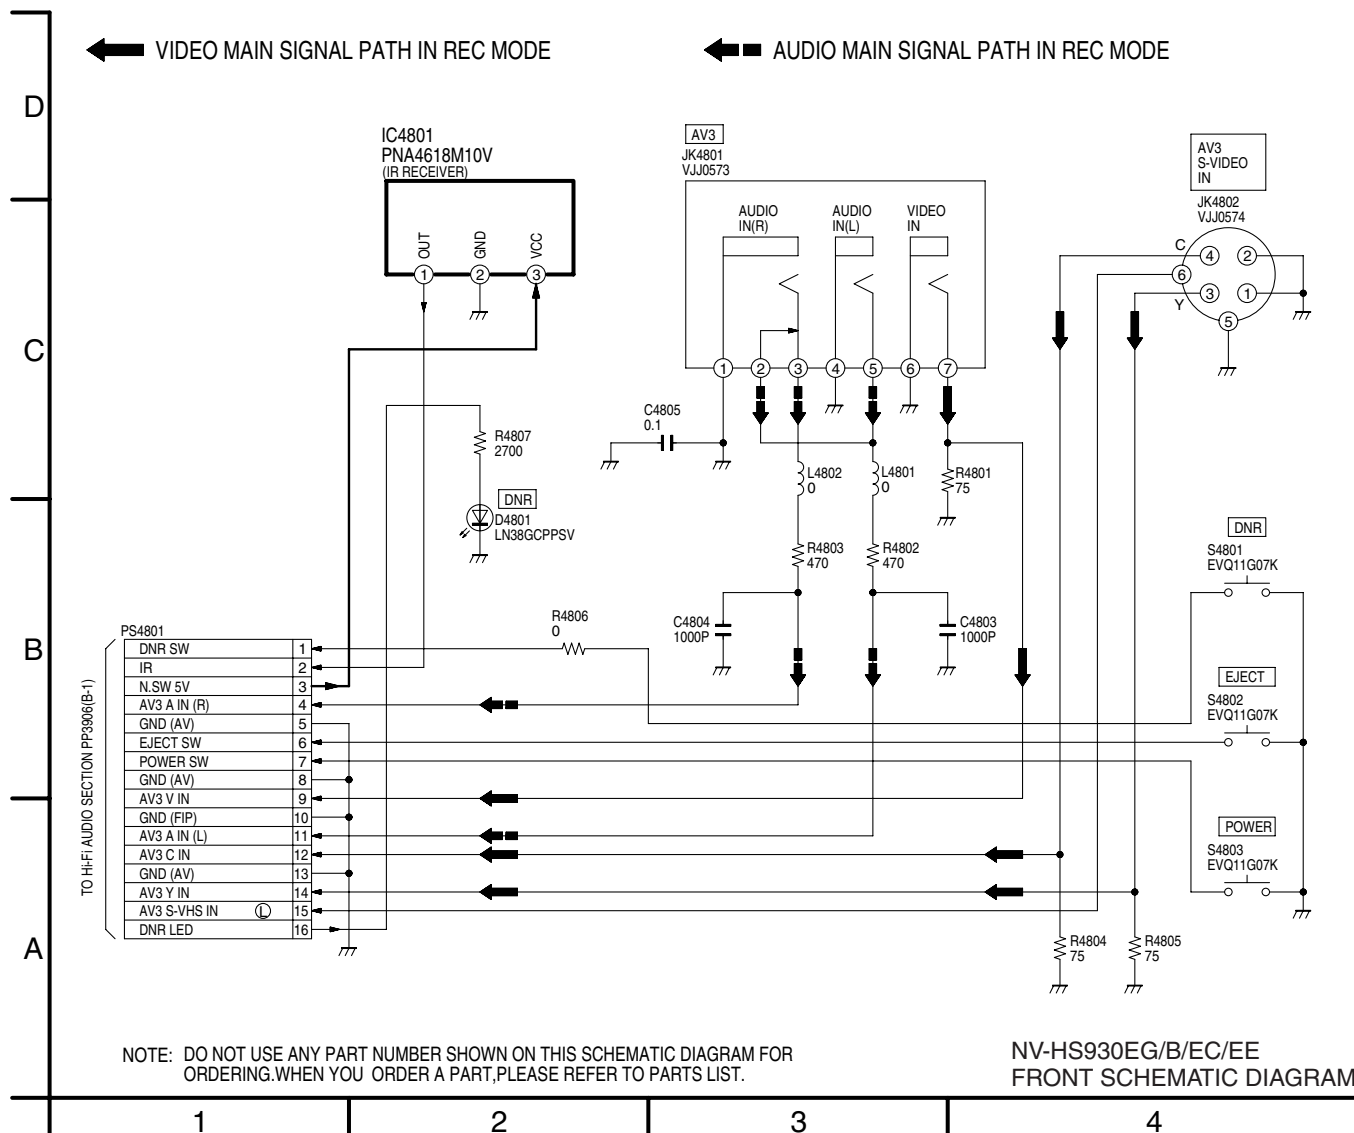 VIDEO MAIN SIGNAL PATH IN REC MODE
AUDIO MAIN SIGNAL PATH IN REC MODE
D
C
B
A
IC4801
PNA4618M10V
(IR RECEIVER)
OUT
GND
VCC
1
2
3
AV3
JK4801
VJJ0573
AUDIO
IN(R)
AUDIO
IN(L)
VIDEO
IN
1
2
3
4
5
6
7
AV3
S-VIDEO
IN
JK4802
VJJ0574
C
Y
4
2
6
3
1
5
C4805
0.1
R4807
2700
DNR
D4801
LN38GCPPSV
L4802
0
L4801
0
R4801
75
R4803
470
R4802
470
C4804
1000P
C4803
1000P
R4806
0
DNR
S4801
EVQ11G07K
EJECT
S4802
EVQ11G07K
POWER
S4803
EVQ11G07K
R4804
75
R4805
75
TO Hi-Fi AUDIO SECTION PP3906(B-1)
PS4801
DNR SW 1
IR 2
N.SW 5V 3
AV3 A IN (R) 4
GND (AV) 5
EJECT SW 6
POWER SW 7
GND (AV) 8
AV3 V IN 9
GND (FIP) 10
AV3 A IN (L) 11
AV3 C IN 12
GND (AV) 13
AV3 Y IN 14
AV3 S-VHS IN L 15
DNR LED 16
NOTE: DO NOT USE ANY PART NUMBER SHOWN ON THIS SCHEMATIC DIAGRAM FOR
ORDERING.WHEN YOU ORDER A PART,PLEASE REFER TO PARTS LIST.
NV-HS930EG/B/EC/EE
FRONT SCHEMATIC DIAGRAM
1
2
3
4